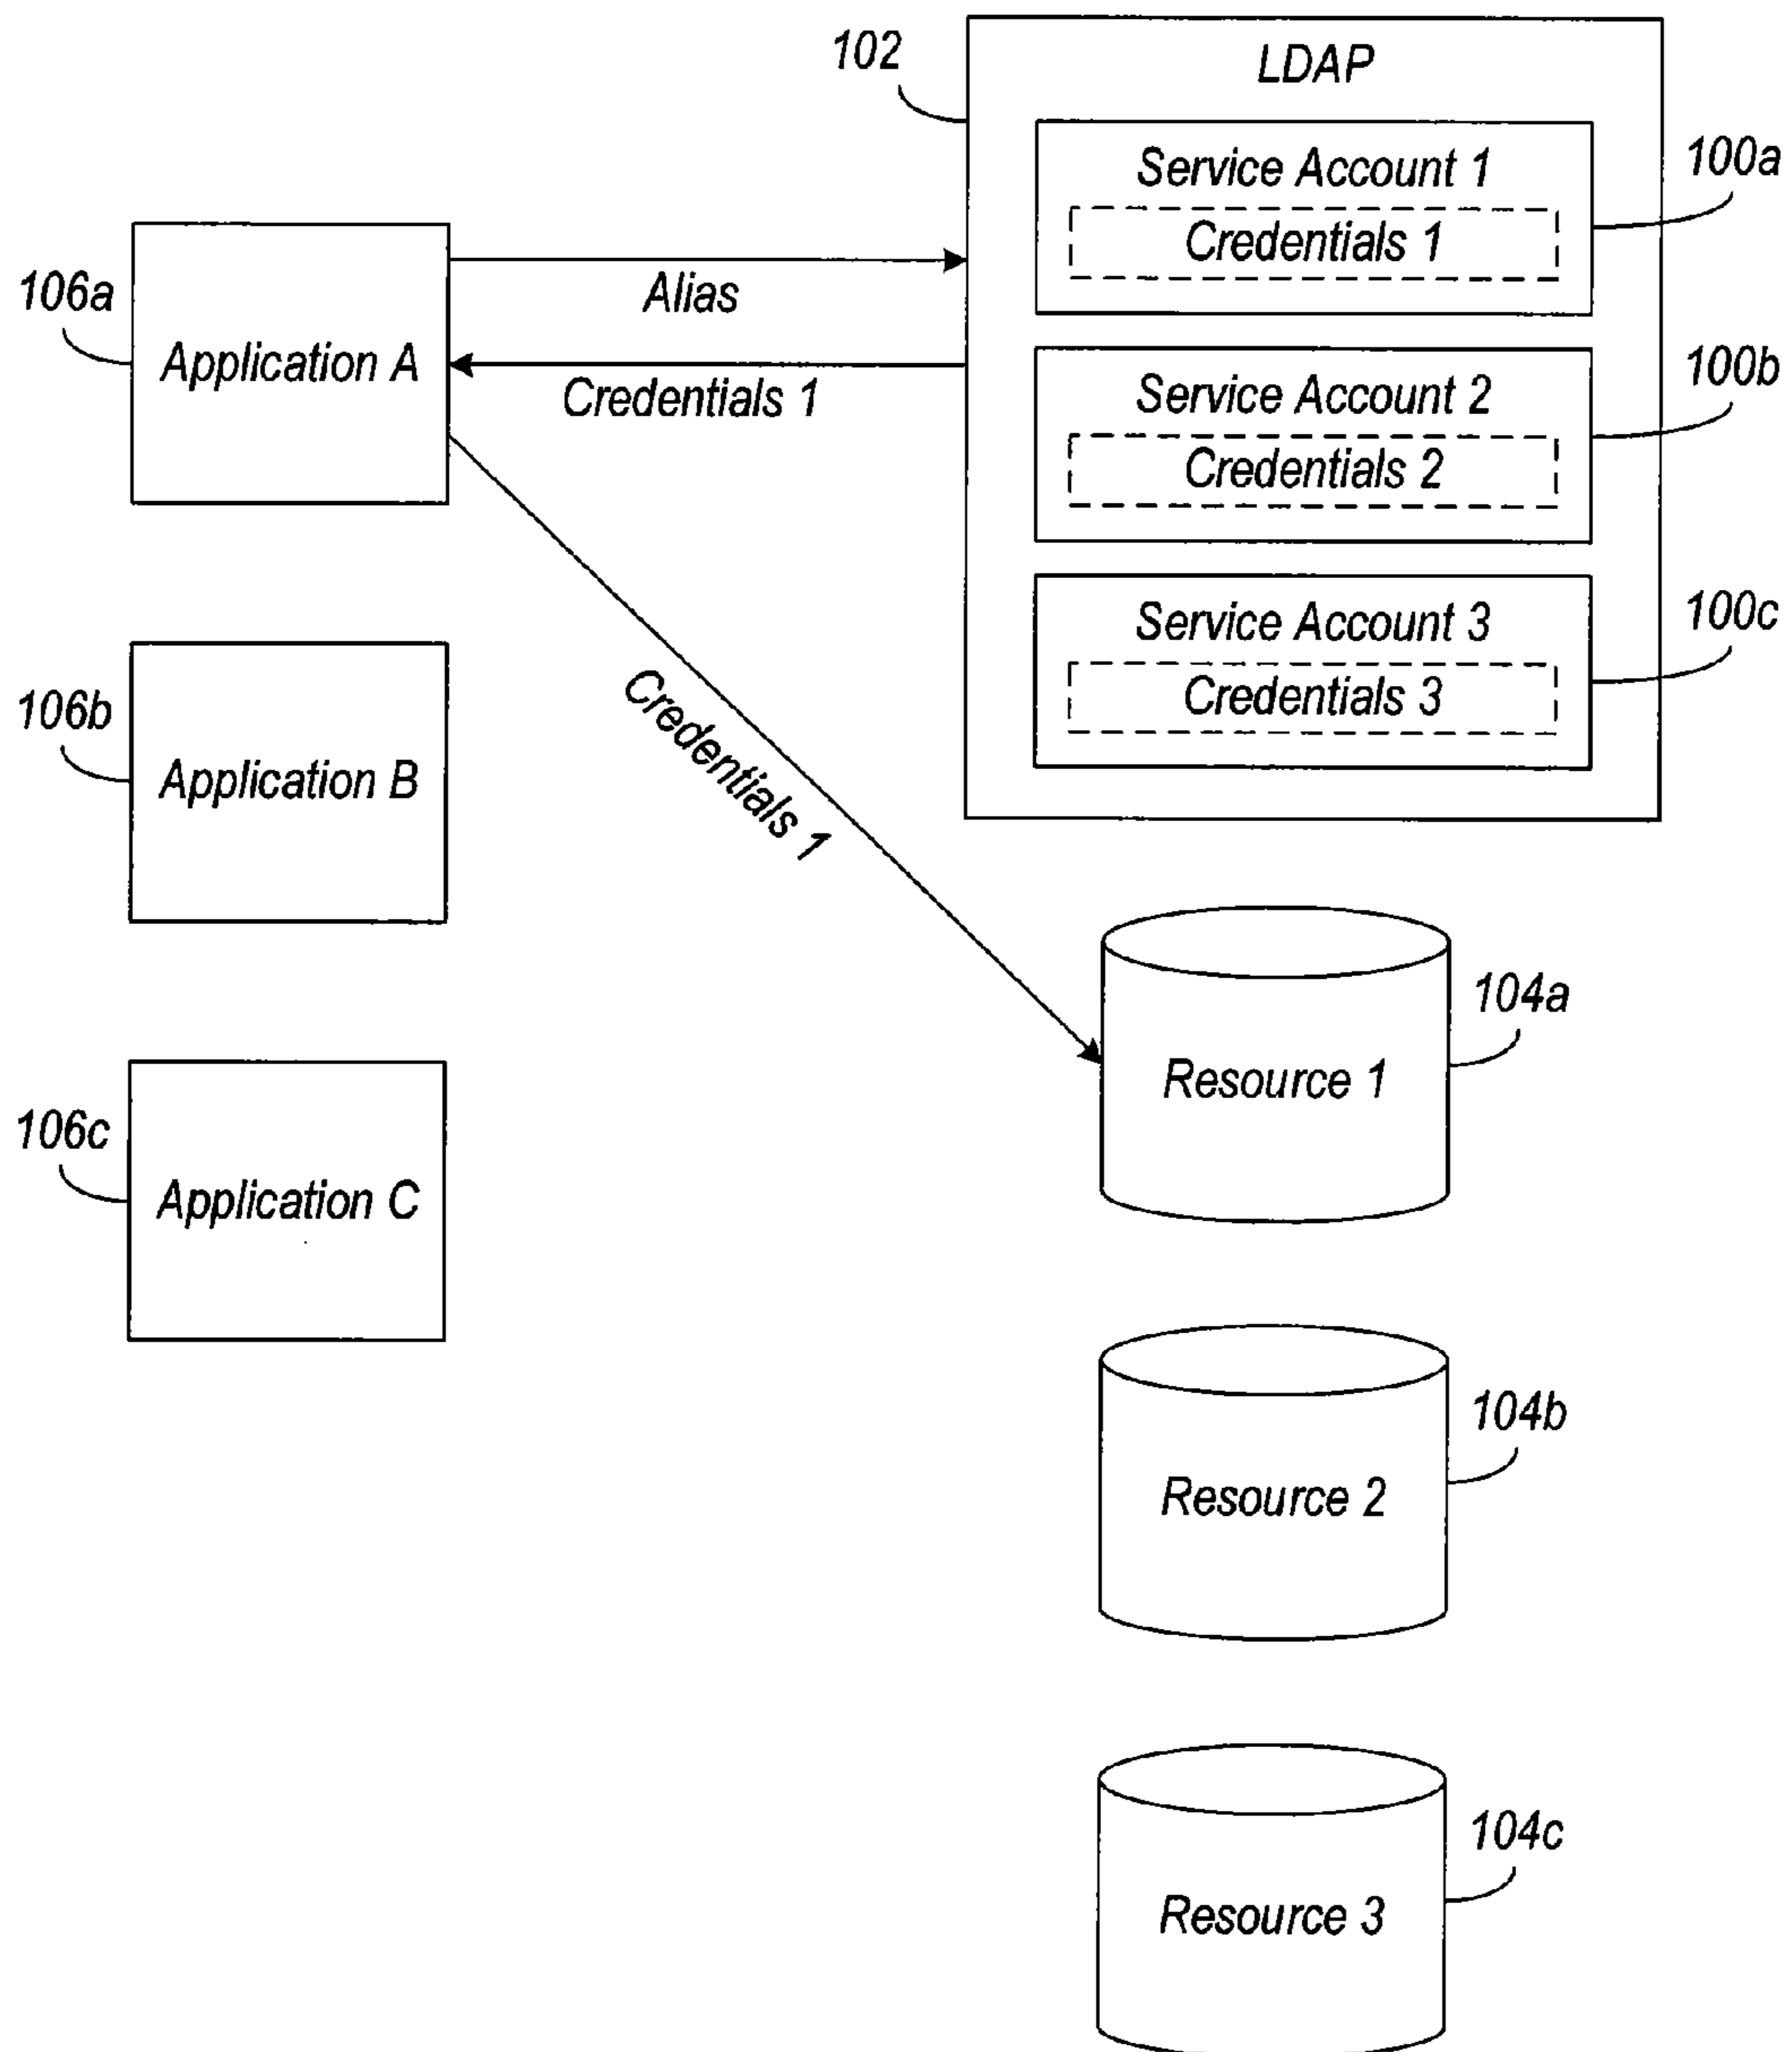 102
LDAP
Service Account 1
100a
Credentials 1
106a
Application A
Alias
Credentials 1
Service Account 2
100b
Credentials 2
Service Account 3
100c
Credentials 3
Credentials 1
106b
Application B
104a
Resource 1
106c
Application C
104b
Resource 2
104c
Resource 3